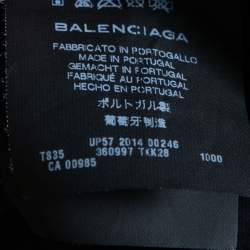 BALENCIAGA
FABBRICATO IN PORTOGALLO
MADE IN PORTUGAL
GEMACHT IN PORTUGAL
FABRIQUÉ AU PORTUGAL
HECHO EN PORTUGAL
ポルトガル製
葡萄牙制造
UP57 2014 00246
T835 360997 TKK28 1000
CA 00985